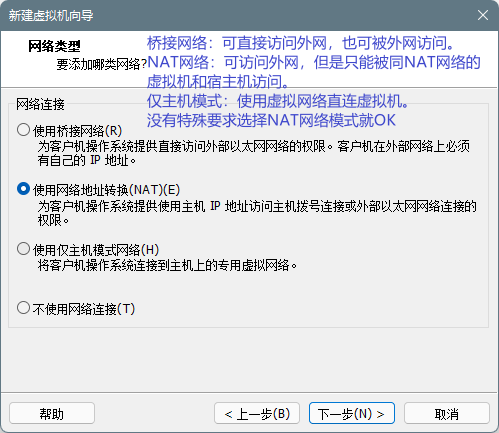 新建虚拟机向导
网络类型
要添加哪类网络?
桥接网络：可直接访问外网，也可被外网访问。
NAT网络：可访问外网，但是只能被同NAT网络的
虚拟机和宿主机访问。
仅主机模式：使用虚拟网络直连虚拟机。
没有特殊要求选择NAT网络模式就OK
网络连接
使用桥接网络(R)
为客户机操作系统提供直接访问外部以太网网络的权限。客户机在外部网络上必须
有自己的 IP 地址。
使用网络地址转换(NAT)(E)
为客户机操作系统提供使用主机 IP 地址访问主机拨号连接或外部以太网网络连接的
权限。
使用仅主机模式网络(H)
将客户机操作系统连接到主机上的专用虚拟网络。
不使用网络连接(T)
帮助
< 上一步(B)
下一步(N) >
取消